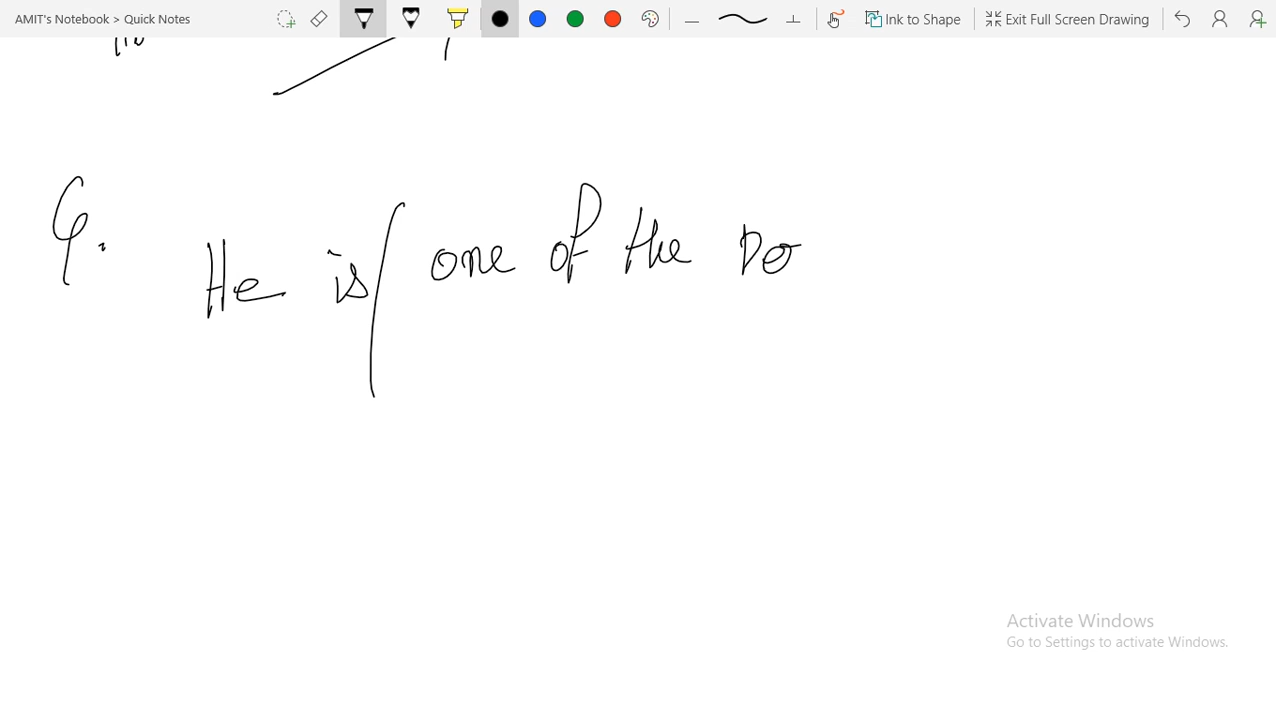 AMIT's Notebook > Quick Notes
Ink to Shape
Exit Full Screen Drawing
Q. He is / one of the Do
Activate Windows
Go to Settings to activate Windows.